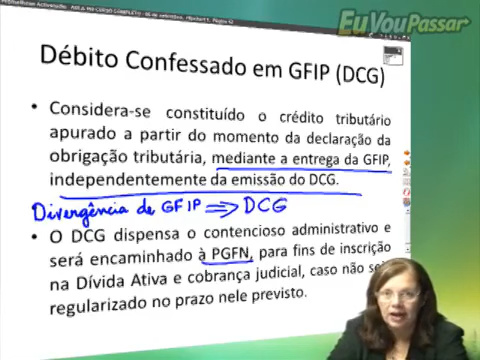 EuVouPassar
Débito Confessado em GFIP (DCG)
• Considera-se constituído o crédito tributário
apurado a partir do momento da declaração da
obrigação tributária, mediante a entrega da GFIP,
independentemente da emissão do DCG.
Divergência de GFIP ⇒ DCG
• O DCG dispensa o contencioso administrativo e
será encaminhado à PGFN, para fins de inscrição
na Dívida Ativa e cobrança judicial, caso não
regularizado no prazo nele previsto.